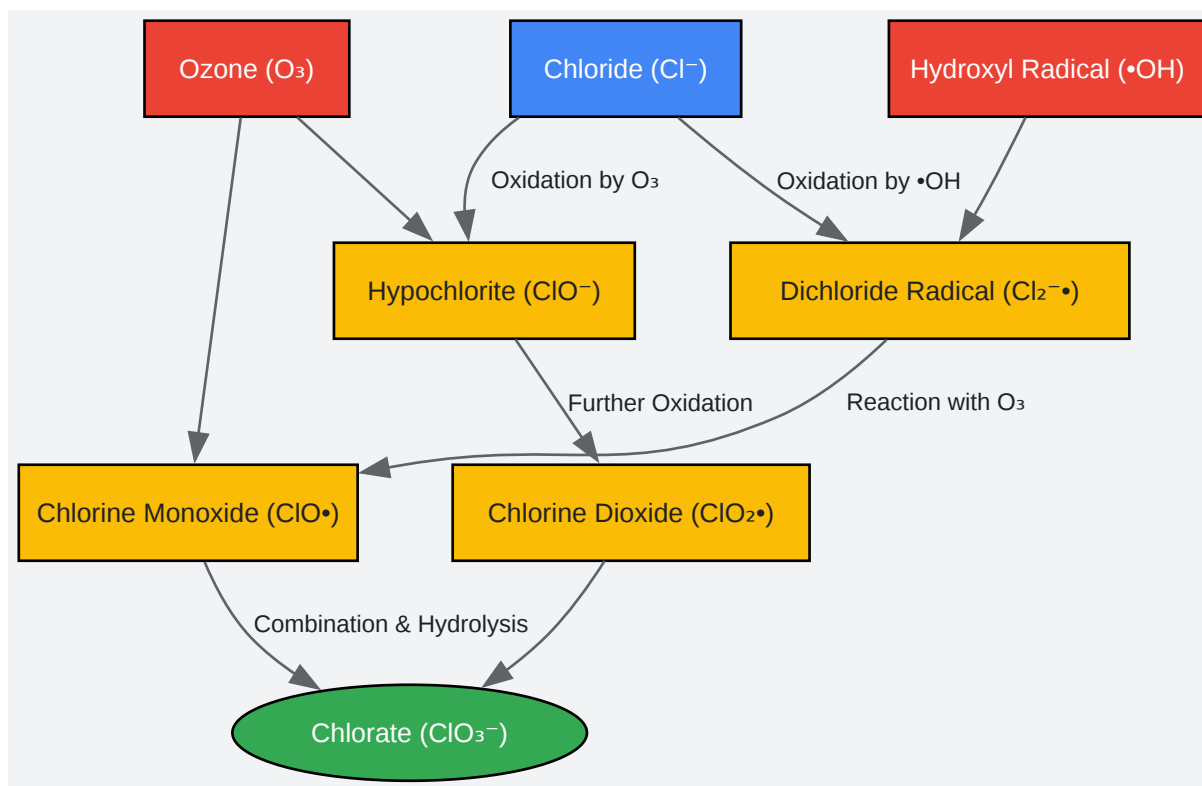 Ozone (O₃)
Chloride (Cl⁻)
Hydroxyl Radical (•OH)
Oxidation by O₃
Oxidation by •OH
Hypochlorite (ClO⁻)
Dichloride Radical (Cl₂⁻•)
Further Oxidation
Reaction with O₃
Chlorine Monoxide (ClO•)
Chlorine Dioxide (ClO₂•)
Combination & Hydrolysis
Chlorate (ClO₃⁻)